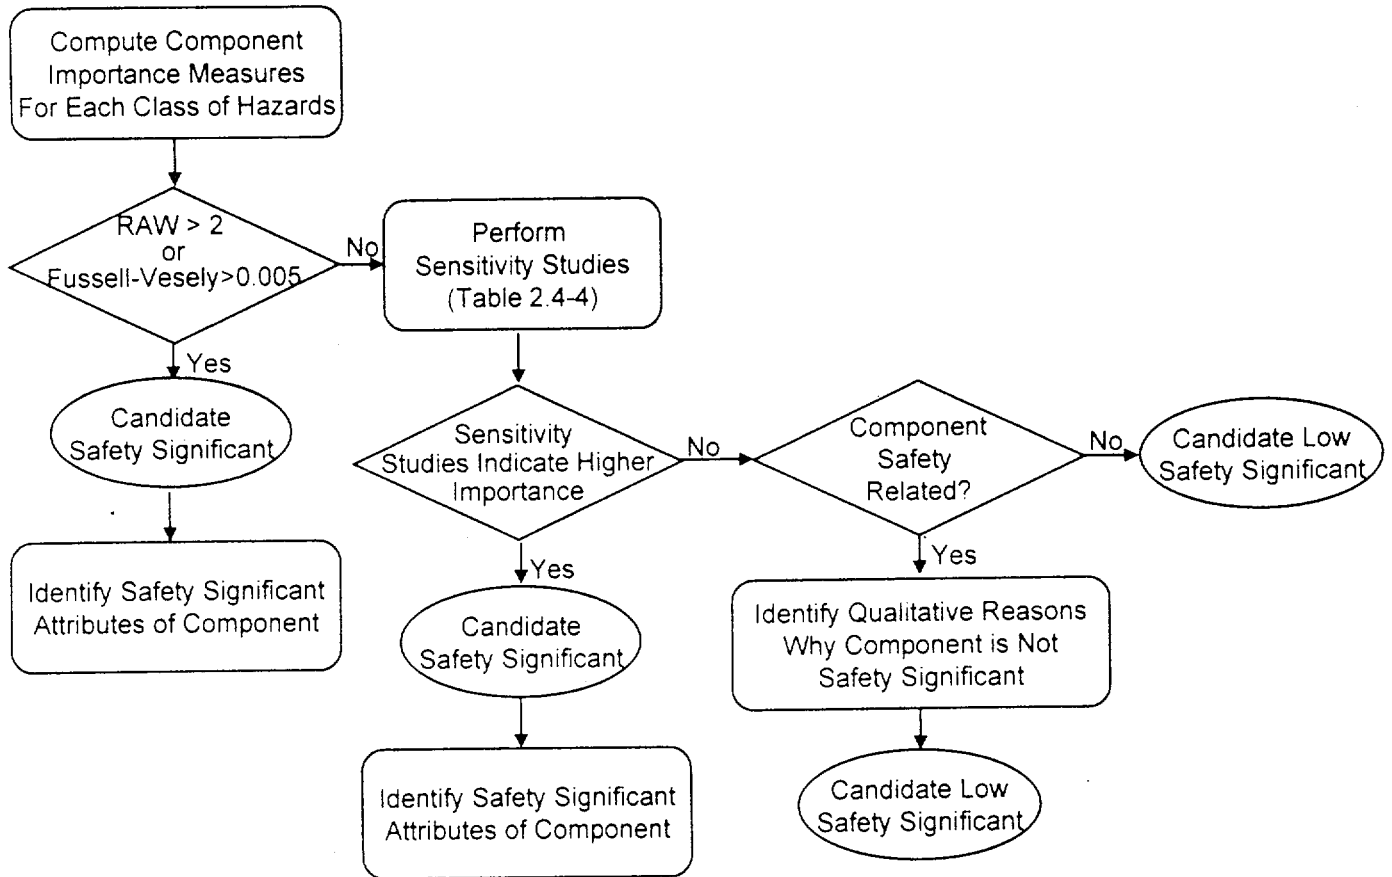 Compute Component
Importance Measures
For Each Class of Hazards
RAW > 2
or
Fussell-Vesely>0.005
No
Perform
Sensitivity Studies
(Table 2.4-4)
Yes
Candidate
Safety Significant
Identify Safety Significant
Attributes of Component
Sensitivity
Studies Indicate Higher
Importance
No
Component
Safety
Related?
No
Candidate Low
Safety Significant
Yes
Candidate
Safety Significant
Identify Safety Significant
Attributes of Component
Yes
Identify Qualitative Reasons
Why Component is Not
Safety Significant
Candidate Low
Safety Significant